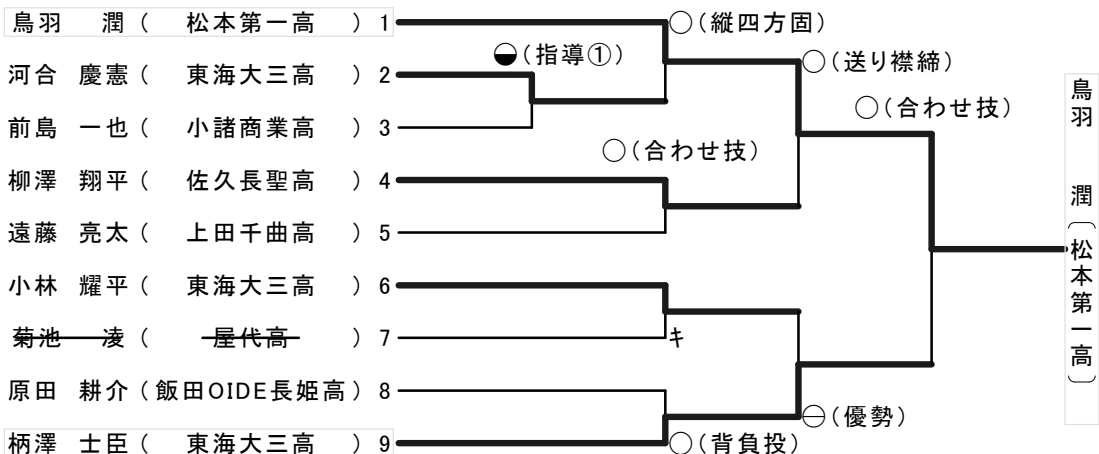 鳥羽　潤（　松本第一高　）1
○（縦四方固）
◒（指導①）
河合　慶憲（　東海大三高　）2
○（送り襟締）
○（合わせ技）
前島　一也（　小諸商業高　）3
○（合わせ技）
柳澤　翔平（　佐久長聖高　）4
遠藤　亮太（　上田千曲高　）5
小林　耀平（　東海大三高　）6
菊池　凌（　屋代高　）7
キ
原田　耕介（飯田OIDE長姫高）8
⊖（優勢）
柄澤　士臣（　東海大三高　）9
○（背負投）
鳥羽　潤（松本第一高）